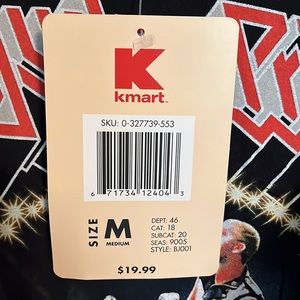 K
kmart
SKU: 0-327739-553
6 71734 12404 3
SIZE
M
MEDIUM
DEPT: 46
CAT: 18
SUBCAT: 20
SEAS: 9005
STYLE: BJ001
$19.99